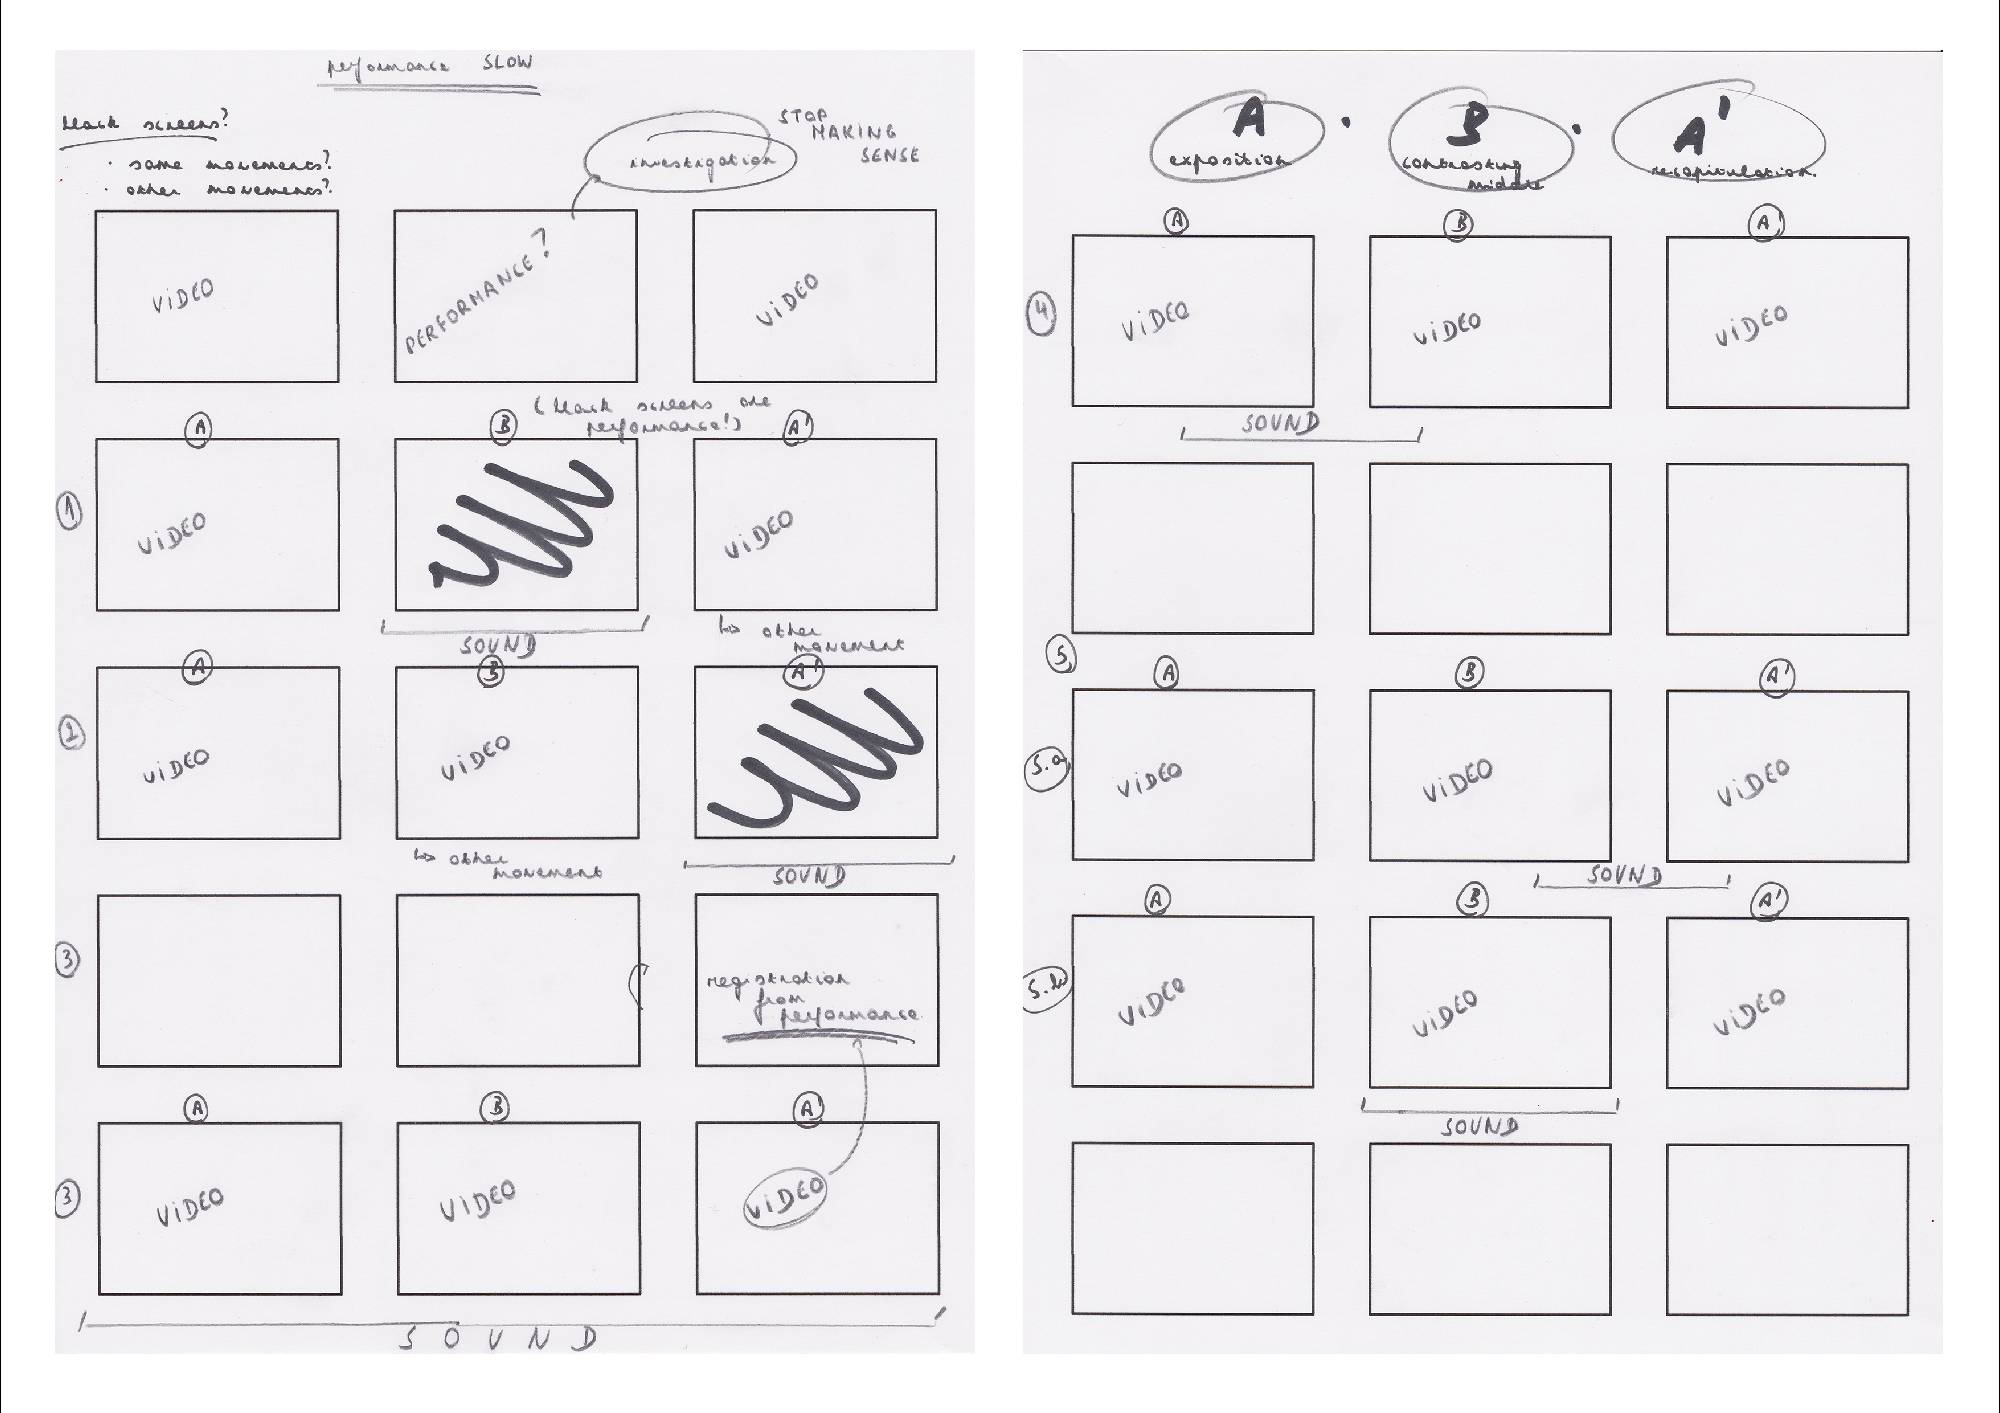 performance SLOW
black screens?
· same movements?
· other movements?
investigation
STOP
MAKING
SENSE
ViDEO
PERFORMANCE?
ViDEO
(black screens are
performance!)
A
B
A'
1
ViDEO
ViDEO
SOUND
↳ other
movement
A
B
A'
2
ViDEO
ViDEO
↳ other
movement
SOUND
3
registration
from
performance
A
B
A'
3
ViDEO
ViDEO
ViDEO
SOUND
A · B · A'
exposition
contrasting
middle
recapitulation.
A
B
A'
4
ViDEO
ViDEO
ViDEO
SOUND
5.
A
B
A'
5.a
ViDEO
ViDEO
ViDEO
SOUND
A
B
A'
5.b
ViDEO
ViDEO
ViDEO
SOUND